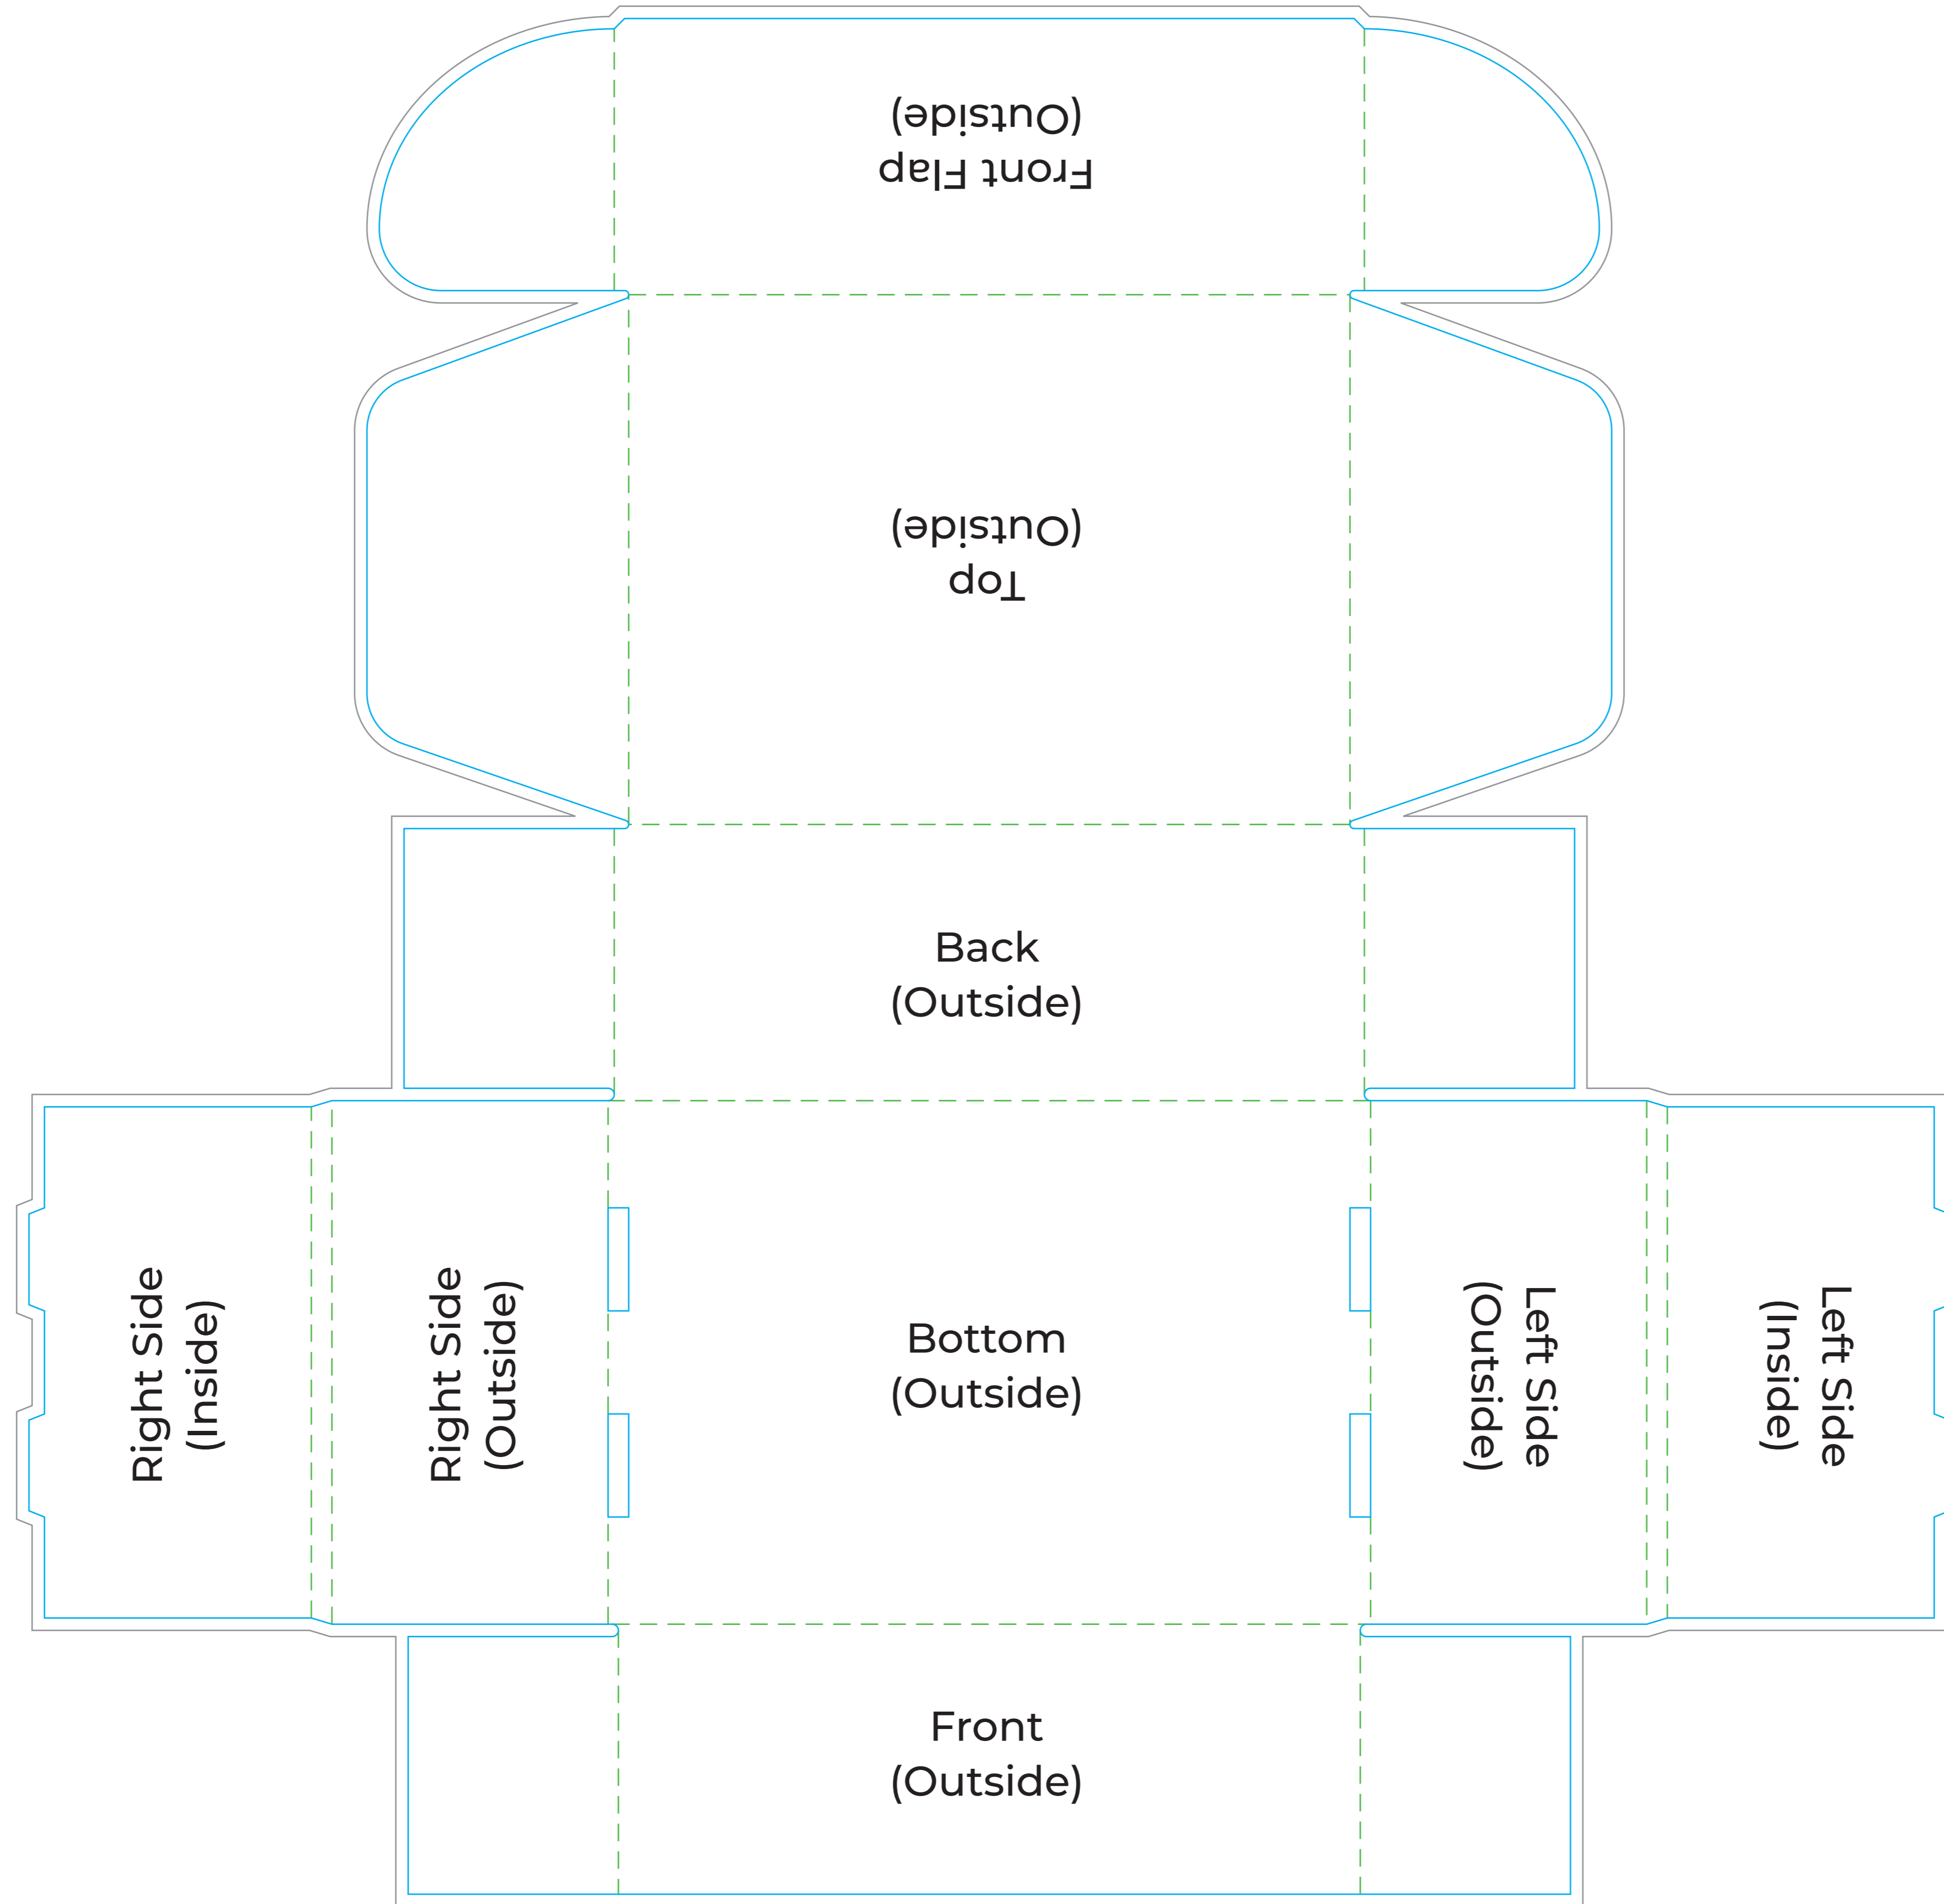 Front Flap
(Outside)
Top
(Outside)
Back
(Outside)
Right Side
(Inside)
Right Side
(Outside)
Bottom
(Outside)
Left Side
(Outside)
Left Side
(Inside)
Front
(Outside)